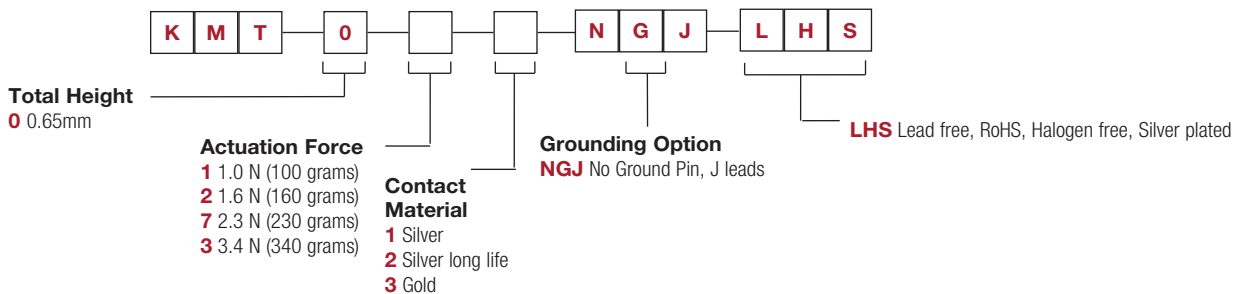 K M T 0 N G J L H S
Total Height
0 0.65mm
Actuation Force
1 1.0 N (100 grams)
2 1.6 N (160 grams)
7 2.3 N (230 grams)
3 3.4 N (340 grams)
Contact
Material
1 Silver
2 Silver long life
3 Gold
Grounding Option
NGJ No Ground Pin, J leads
LHS Lead free, RoHS, Halogen free, Silver plated